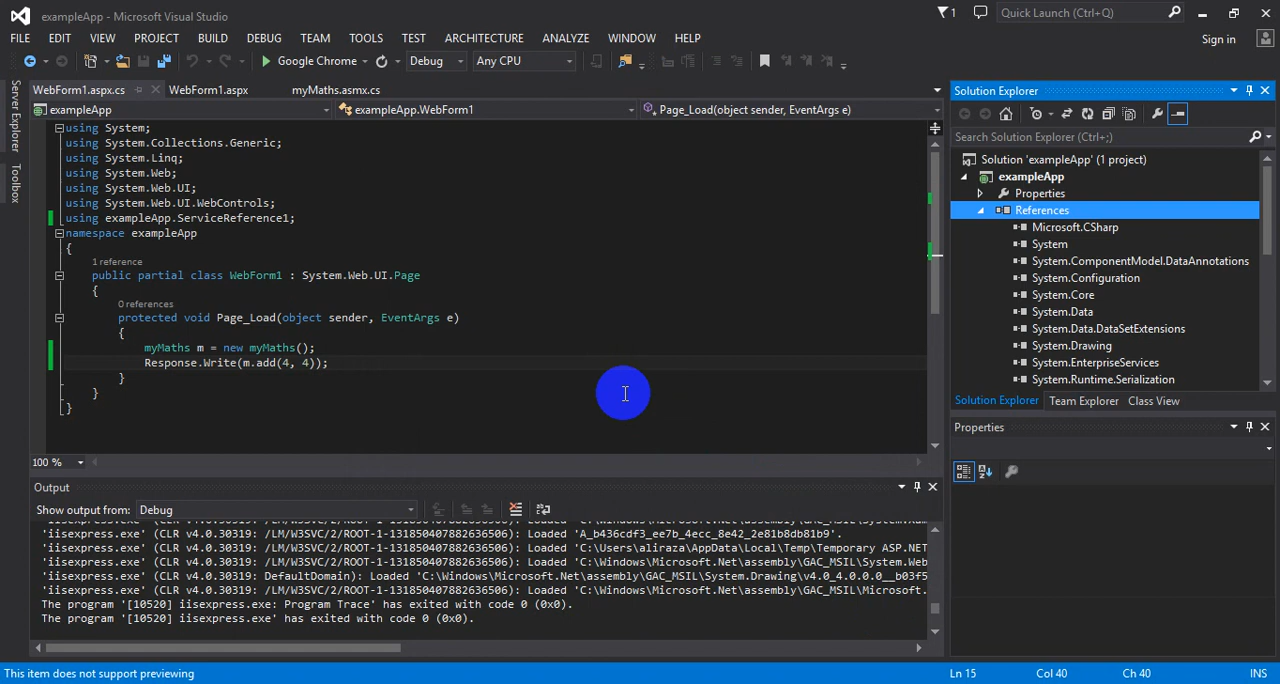 exampleApp - Microsoft Visual Studio
1
Quick Launch (Ctrl+Q)
FILE EDIT VIEW PROJECT BUILD DEBUG TEAM TOOLS TEST ARCHITECTURE ANALYZE WINDOW HELP
Sign in
Google Chrome Debug Any CPU
Server Explorer
Toolbox
WebForm1.aspx.cs WebForm1.aspx myMaths.asmx.cs
exampleApp exampleApp.WebForm1 Page_Load(object sender, EventArgs e)
using System;
using System.Collections.Generic;
using System.Linq;
using System.Web;
using System.Web.UI;
using System.Web.UI.WebControls;
using exampleApp.ServiceReference1;
namespace exampleApp
{
1 reference
public partial class WebForm1 : System.Web.UI.Page
{
0 references
protected void Page_Load(object sender, EventArgs e)
{
myMaths m = new myMaths();
Response.Write(m.add(4, 4));
}
}
}
100 %
Output
Show output from: Debug
'iisexpress.exe' (CLR v4.0.30319: /LM/W3SVC/2/ROOT-1-131850407882636506): Loaded 'A_b436cdf3_ee7b_4ecc_8e42_2e81b8db81b9'.
'iisexpress.exe' (CLR v4.0.30319: /LM/W3SVC/2/ROOT-1-131850407882636506): Loaded 'C:\Users\aliraza\AppData\Local\Temp\Temporary ASP.NET
'iisexpress.exe' (CLR v4.0.30319: /LM/W3SVC/2/ROOT-1-131850407882636506): Loaded 'C:\Windows\Microsoft.Net\assembly\GAC_MSIL\System.Web
'iisexpress.exe' (CLR v4.0.30319: DefaultDomain): Loaded 'C:\Windows\Microsoft.Net\assembly\GAC_MSIL\System.Drawing\v4.0_4.0.0.0__b03f5
'iisexpress.exe' (CLR v4.0.30319: /LM/W3SVC/2/ROOT-1-131850407882636506): Loaded 'C:\Windows\Microsoft.Net\assembly\GAC_MSIL\Microsoft.
The program '[10520] iisexpress.exe: Program Trace' has exited with code 0 (0x0).
The program '[10520] iisexpress.exe' has exited with code 0 (0x0).
Solution Explorer
Search Solution Explorer (Ctrl+;)
Solution 'exampleApp' (1 project)
exampleApp
Properties
References
Microsoft.CSharp
System
System.ComponentModel.DataAnnotations
System.Configuration
System.Core
System.Data
System.Data.DataSetExtensions
System.Drawing
System.EnterpriseServices
System.Runtime.Serialization
Solution Explorer Team Explorer Class View
Properties
This item does not support previewing
Ln 15 Col 40 Ch 40 INS